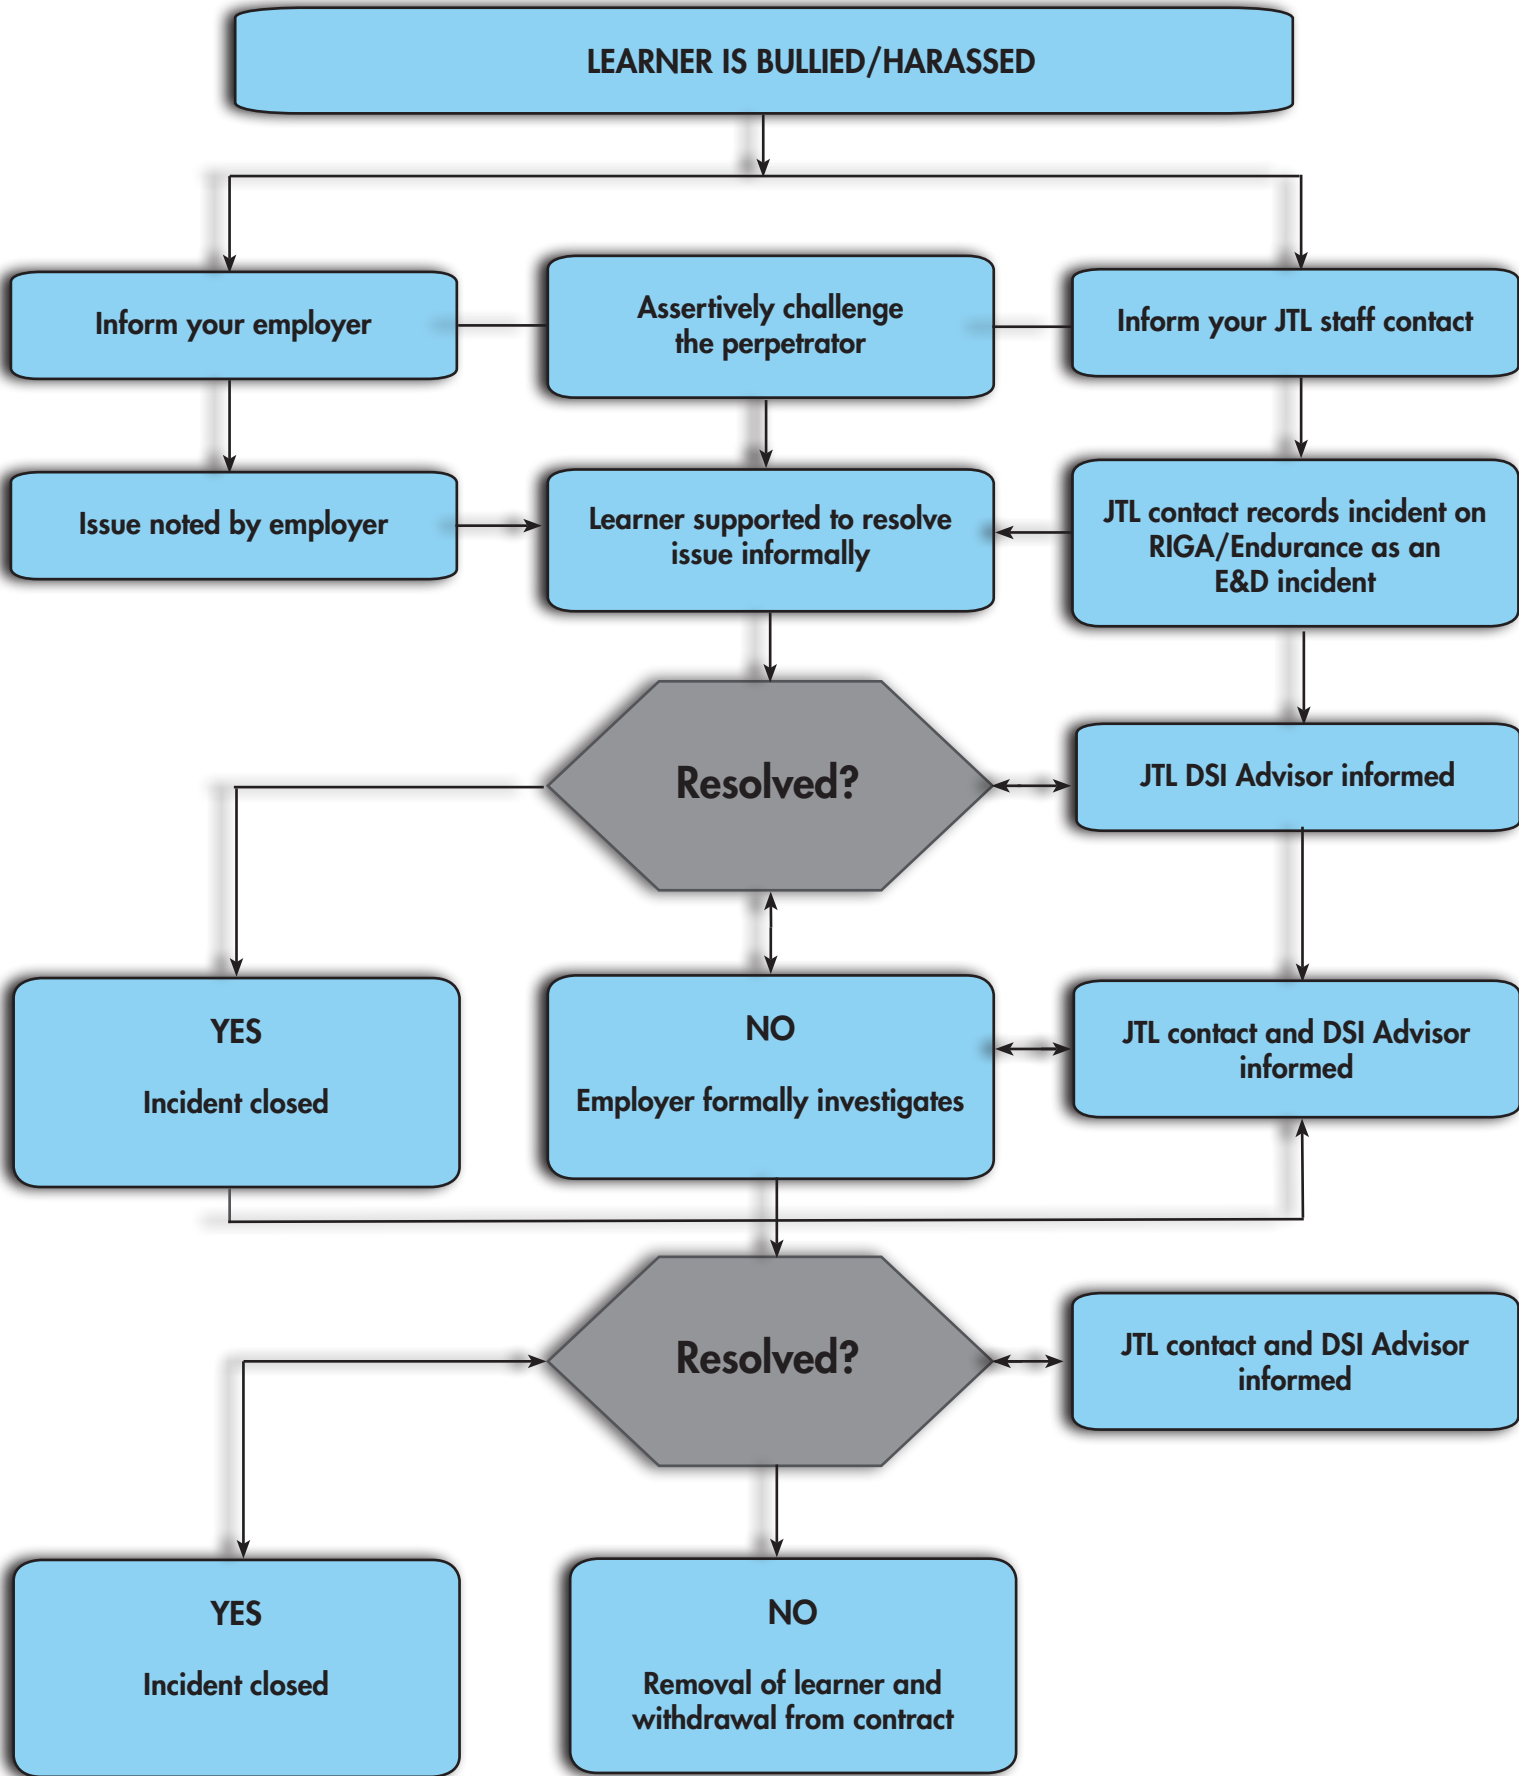 LEARNER IS BULLIED/HARASSED
Inform your employer
Assertively challenge
the perpetrator
Inform your JTL staff contact
Issue noted by employer
Learner supported to resolve
issue informally
JTL contact records incident on
RIGA/Endurance as an
E&D incident
Resolved?
JTL DSI Advisor informed
YES
Incident closed
NO
Employer formally investigates
JTL contact and DSI Advisor
informed
Resolved?
JTL contact and DSI Advisor
informed
YES
Incident closed
NO
Removal of learner and
withdrawal from contract